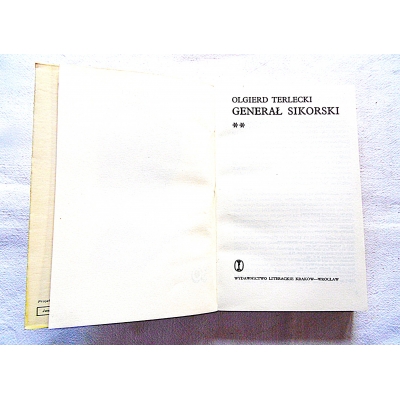 OLGIERD TERLECKI
GENERAŁ SIKORSKI
**
WYDAWNICTWO LITERACKIE KRAKÓW—WROCŁAW